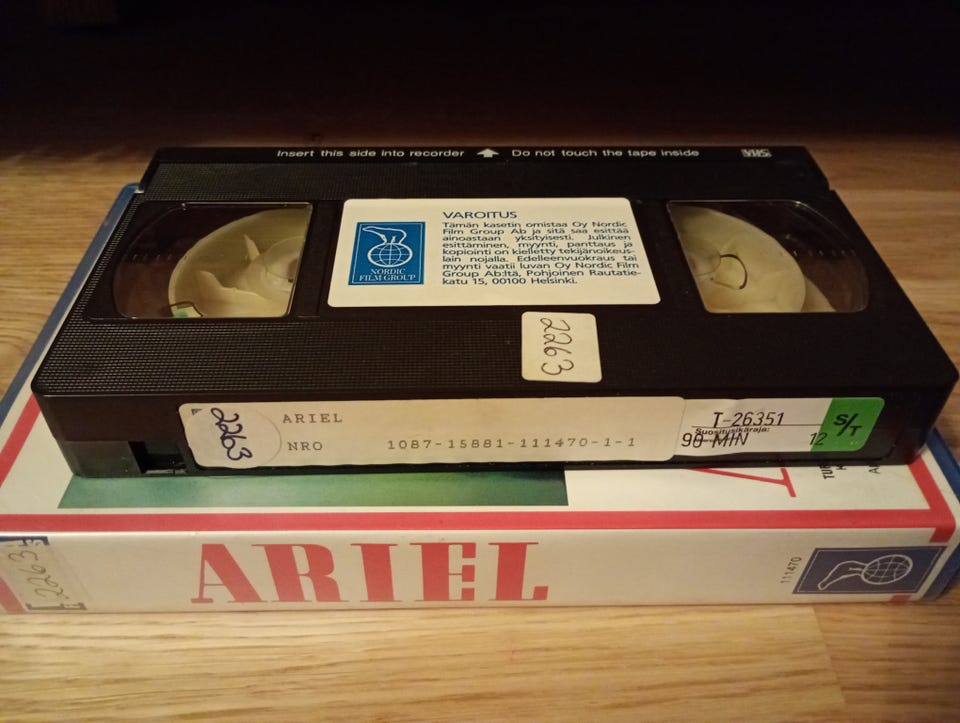 Insert this side into recorder Do not touch the tape inside VHS
VAROITUS
Tämän kasetin omistaa Oy Nordic
Film Group Ab ja sitä saa esittää
ainoastaan yksityisesti. Julkinen
esittäminen, myynti, panttaus ja
kopiointi on kielletty tekijänoikeus-
lain nojalla. Edelleenvuokraus tai
myynti vaatii luvan Oy Nordic Film
Group Ab:ltä, Pohjoinen Rautatie-
katu 15, 00100 Helsinki.
NORDIC
FILM GROUP
2263
2263
ARIEL
NRO 1087-15881-111470-1-1
T-26351
Suositusikäraja:
90 MIN 12
S/T
2263
ARIEL
111470